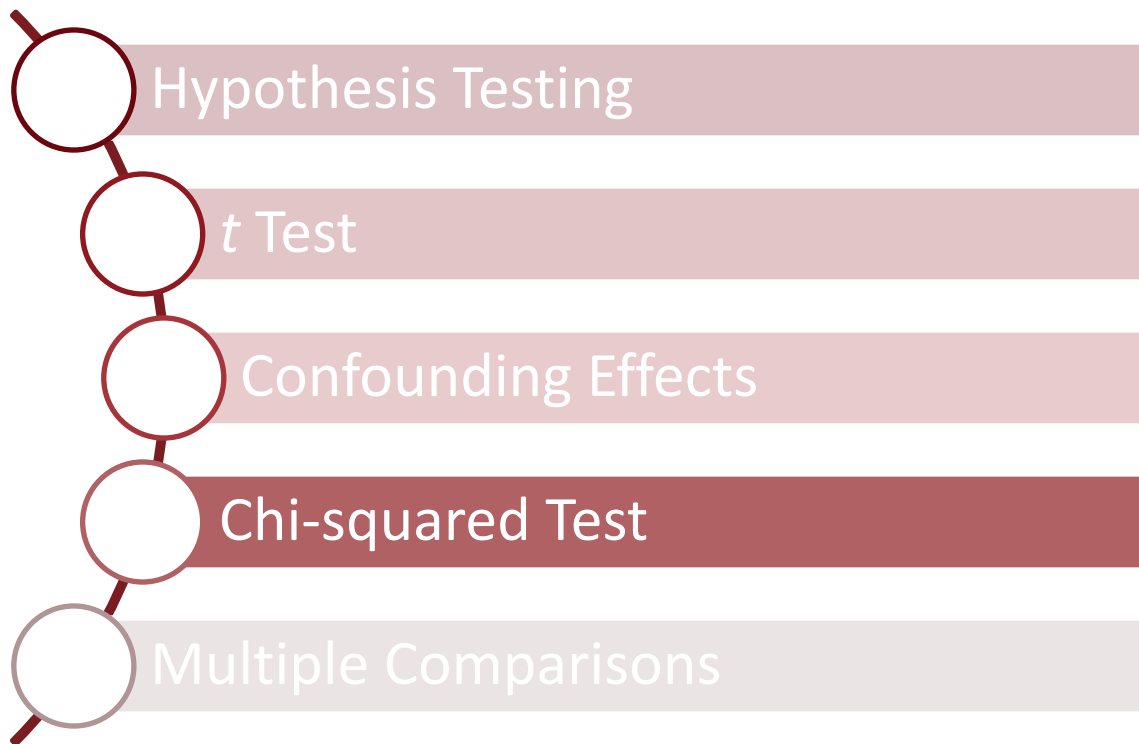 Hypothesis Testing
t Test
Confounding Effects
Chi-squared Test
Multiple Comparisons